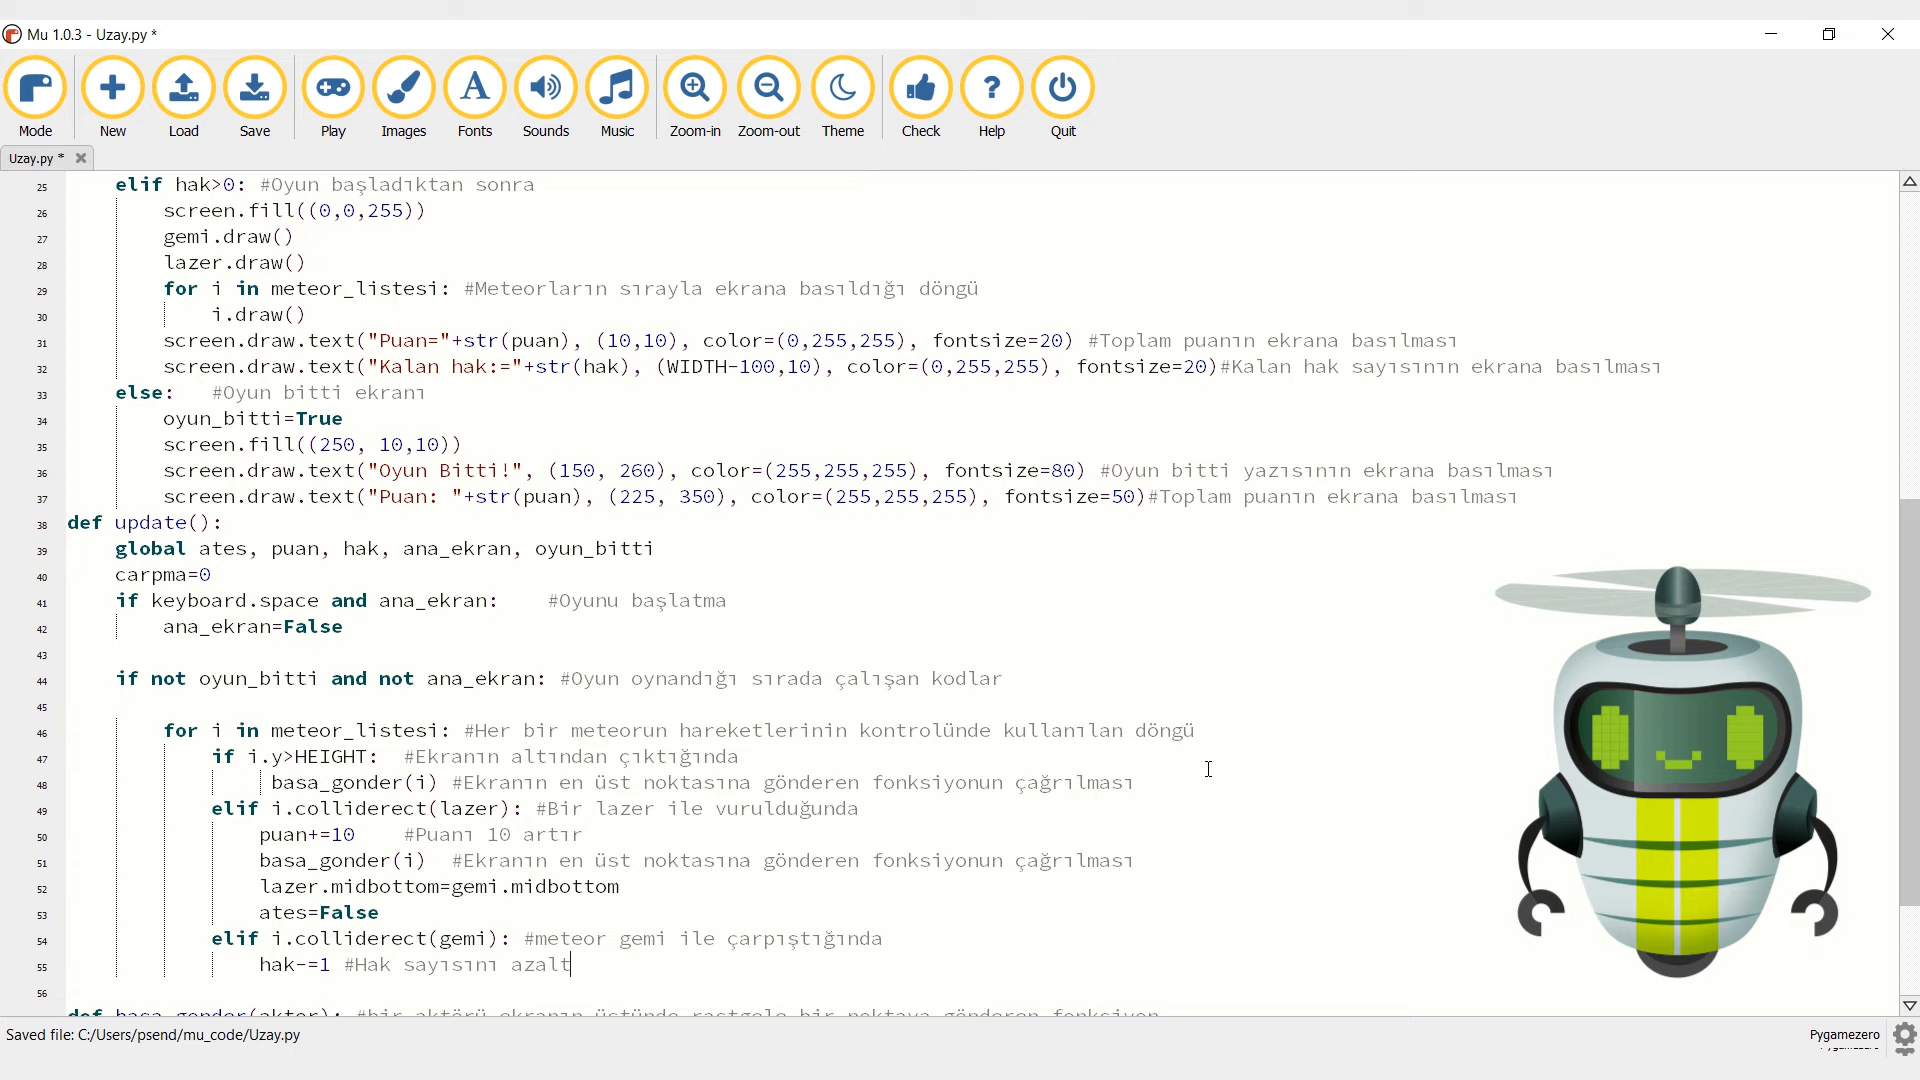 Mu 1.0.3 - Uzay.py *
Mode New Load Save Play Images Fonts Sounds Music Zoom-in Zoom-out Theme Check Help Quit
Uzay.py *
25 elif hak>0: #Oyun başladıktan sonra
26 screen.fill((0,0,255))
27 gemi.draw()
28 lazer.draw()
29 for i in meteor_listesi: #Meteorların sırayla ekrana basıldığı döngü
30 i.draw()
31 screen.draw.text("Puan="+str(puan), (10,10), color=(0,255,255), fontsize=20) #Toplam puanın ekrana basılması
32 screen.draw.text("Kalan hak:="+str(hak), (WIDTH-100,10), color=(0,255,255), fontsize=20)#Kalan hak sayısının ekrana basılması
33 else: #Oyun bitti ekranı
34 oyun_bitti=True
35 screen.fill((250, 10,10))
36 screen.draw.text("Oyun Bitti!", (150, 260), color=(255,255,255), fontsize=80) #Oyun bitti yazısının ekrana basılması
37 screen.draw.text("Puan: "+str(puan), (225, 350), color=(255,255,255), fontsize=50)#Toplam puanın ekrana basılması
38 def update():
39 global ates, puan, hak, ana_ekran, oyun_bitti
40 carpma=0
41 if keyboard.space and ana_ekran: #Oyunu başlatma
42 ana_ekran=False
43
44 if not oyun_bitti and not ana_ekran: #Oyun oynandığı sırada çalışan kodlar
45
46 for i in meteor_listesi: #Her bir meteorun hareketlerinin kontrolünde kullanılan döngü
47 if i.y>HEIGHT: #Ekranın altından çıktığında
48 basa_gonder(i) #Ekranın en üst noktasına gönderen fonksiyonun çağrılması
49 elif i.colliderect(lazer): #Bir lazer ile vurulduğunda
50 puan+=10 #Puanı 10 artır
51 basa_gonder(i) #Ekranın en üst noktasına gönderen fonksiyonun çağrılması
52 lazer.midbottom=gemi.midbottom
53 ates=False
54 elif i.colliderect(gemi): #meteor gemi ile çarpıştığında
55 hak-=1 #Hak sayısını azalt
56
def basa_gonder(aktor): #bir aktörü ekranın üstünde rastgele bir noktaya gönderen fonksiyon
Saved file: C:/Users/psend/mu_code/Uzay.py
Pygamezero